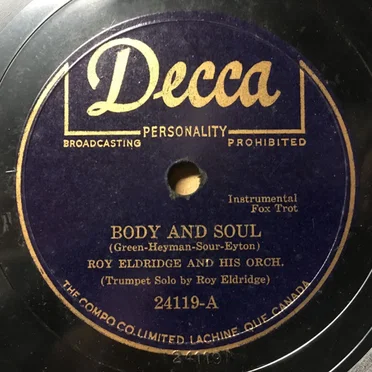 Decca
PERSONALITY
BROADCASTING PROHIBITED
Instrumental
Fox Trot
BODY AND SOUL
(Green-Heyman-Sour-Eyton)
ROY ELDRIDGE AND HIS ORCH.
(Trumpet Solo by Roy Eldridge)
24119-A
THE COMPO CO. LIMITED, LACHINE, QUE. CANADA